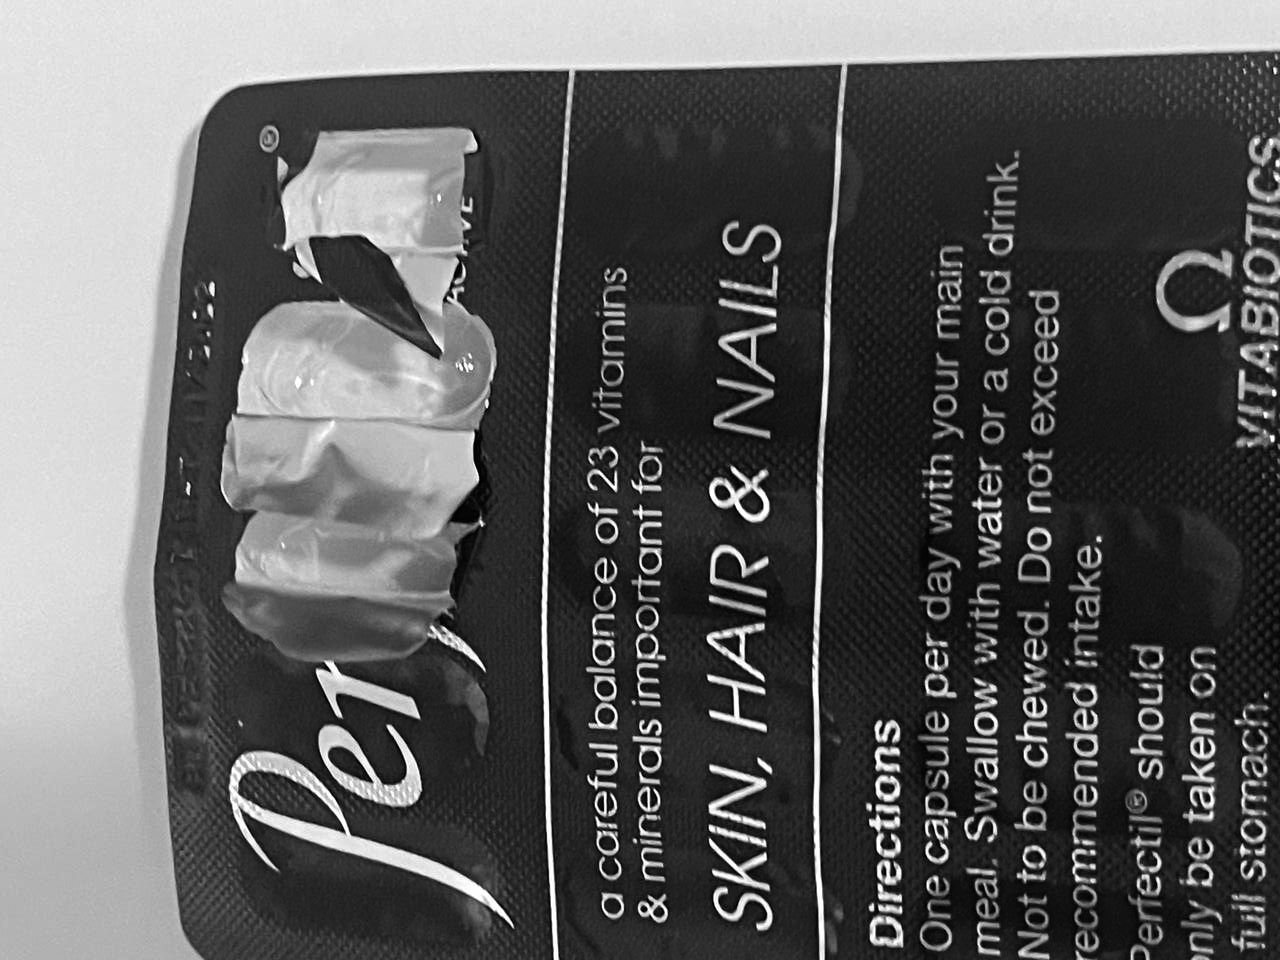 Per
®
a careful balance of 23 vitamins
& minerals important for
SKIN, HAIR & NAILS
Directions
One capsule per day with your main
meal. Swallow with water or a cold drink.
Not to be chewed. Do not exceed
recommended intake.
Perfectil® should
only be taken on
full stomach.
Ω
VITABIOTICS